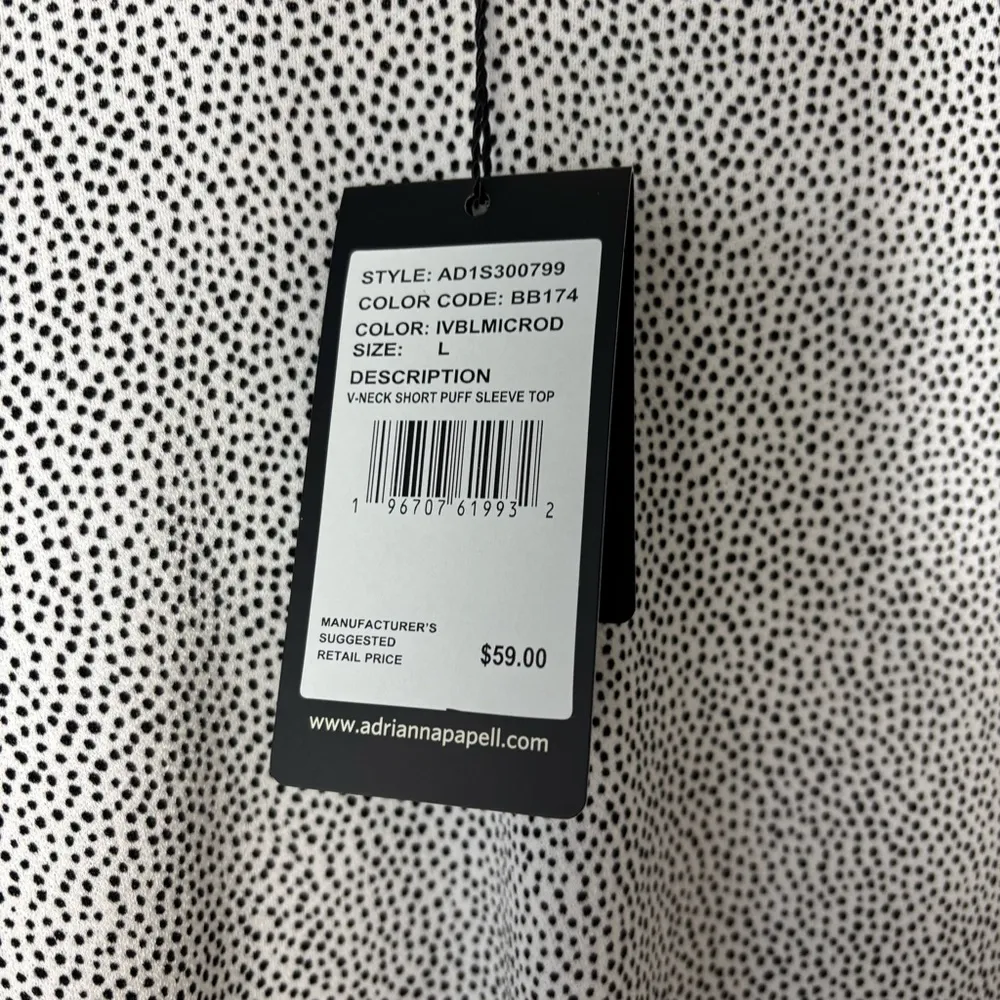 STYLE: AD1S300799
COLOR CODE: BB174
COLOR: IVBLMICROD
SIZE: L
DESCRIPTION
V-NECK SHORT PUFF SLEEVE TOP
1 96707 61993 2
MANUFACTURER'S
SUGGESTED
RETAIL PRICE $59.00
www.adriannapapell.com